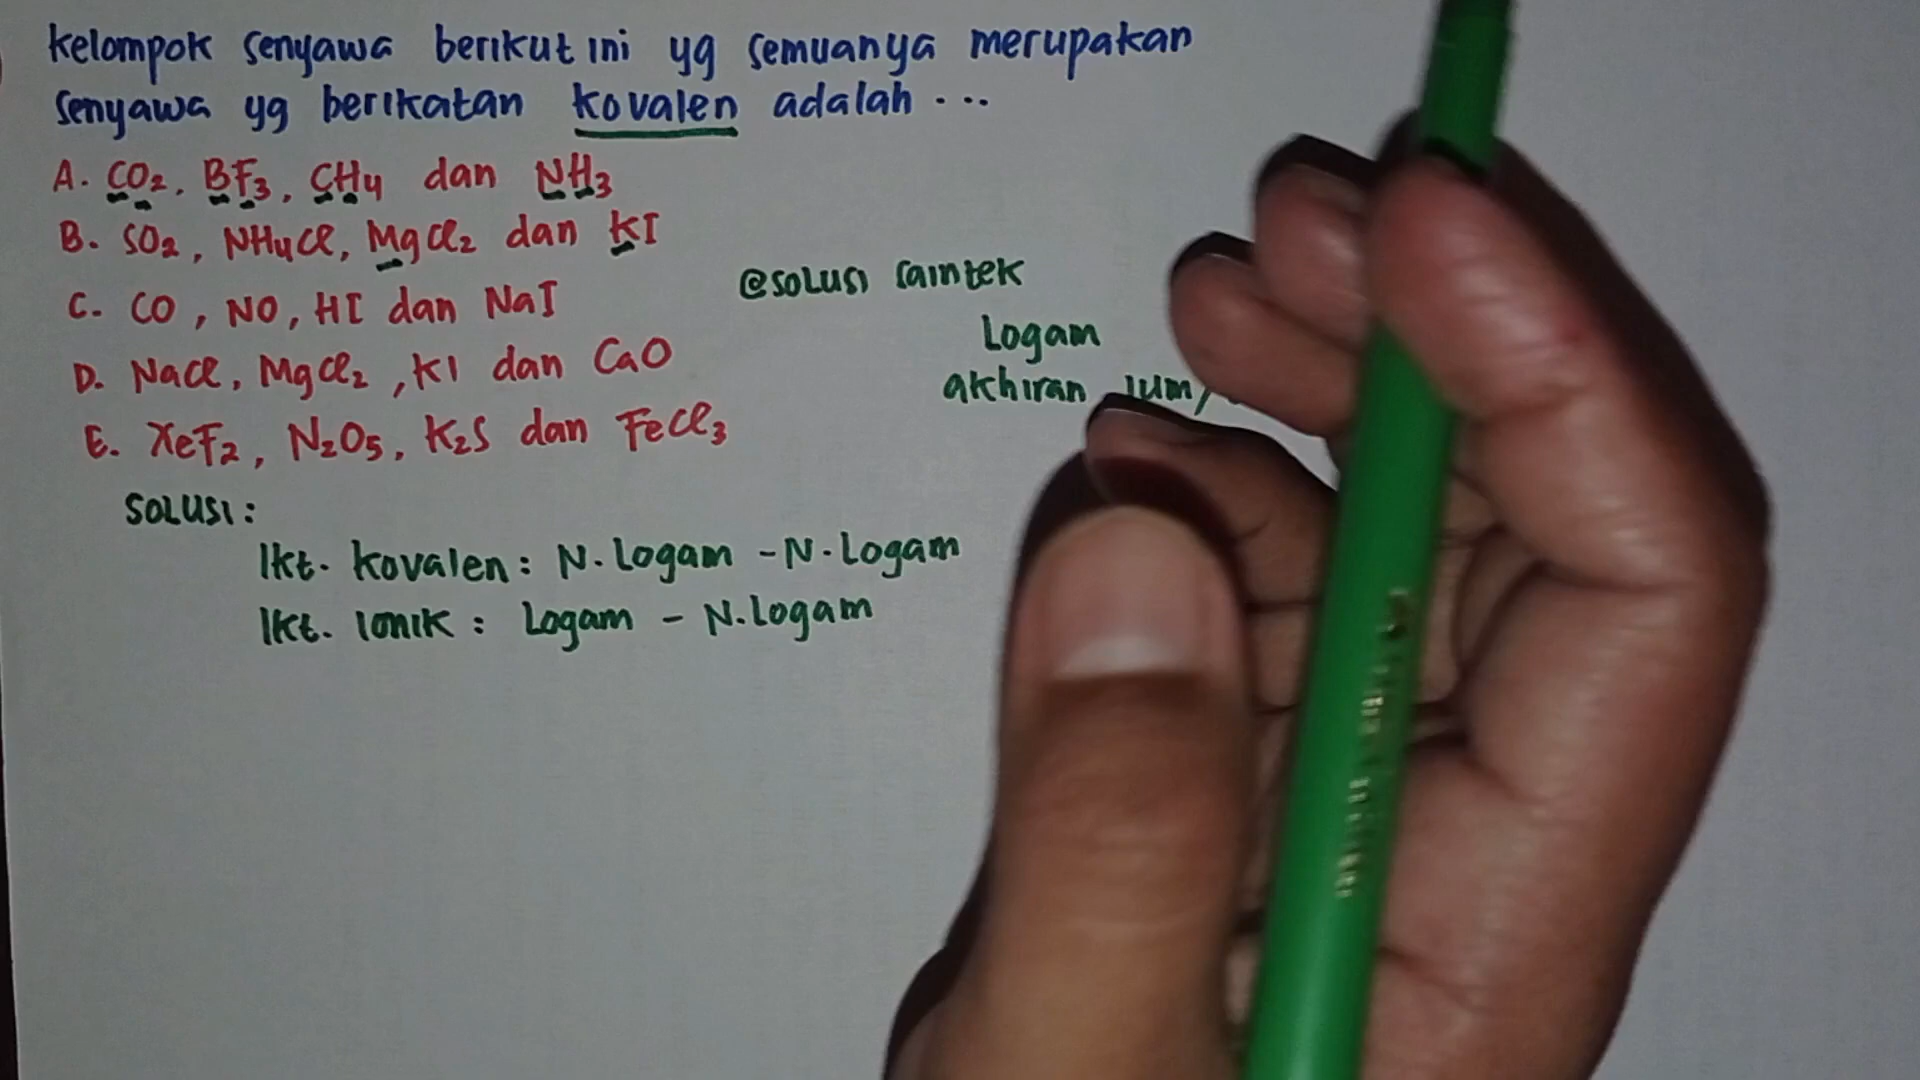 kelompok senyawa berikut ini yg semuanya merupakan
senyawa yg berikatan kovalen adalah ...
A. CO₂, BF₃, CH₄ dan NH₃
B. SO₂, NH₄Cl, MgCl₂ dan KI
C. CO, NO, HI dan NaI
D. NaCl, MgCl₂, KI dan CaO
E. XeF₂, N₂O₅, K₂S dan FeCl₃
@solusi saintek
Logam
akhiran ium/
SOLUSI:
Ikt. kovalen: N.Logam - N.Logam
Ikt. Ionik: Logam - N.logam